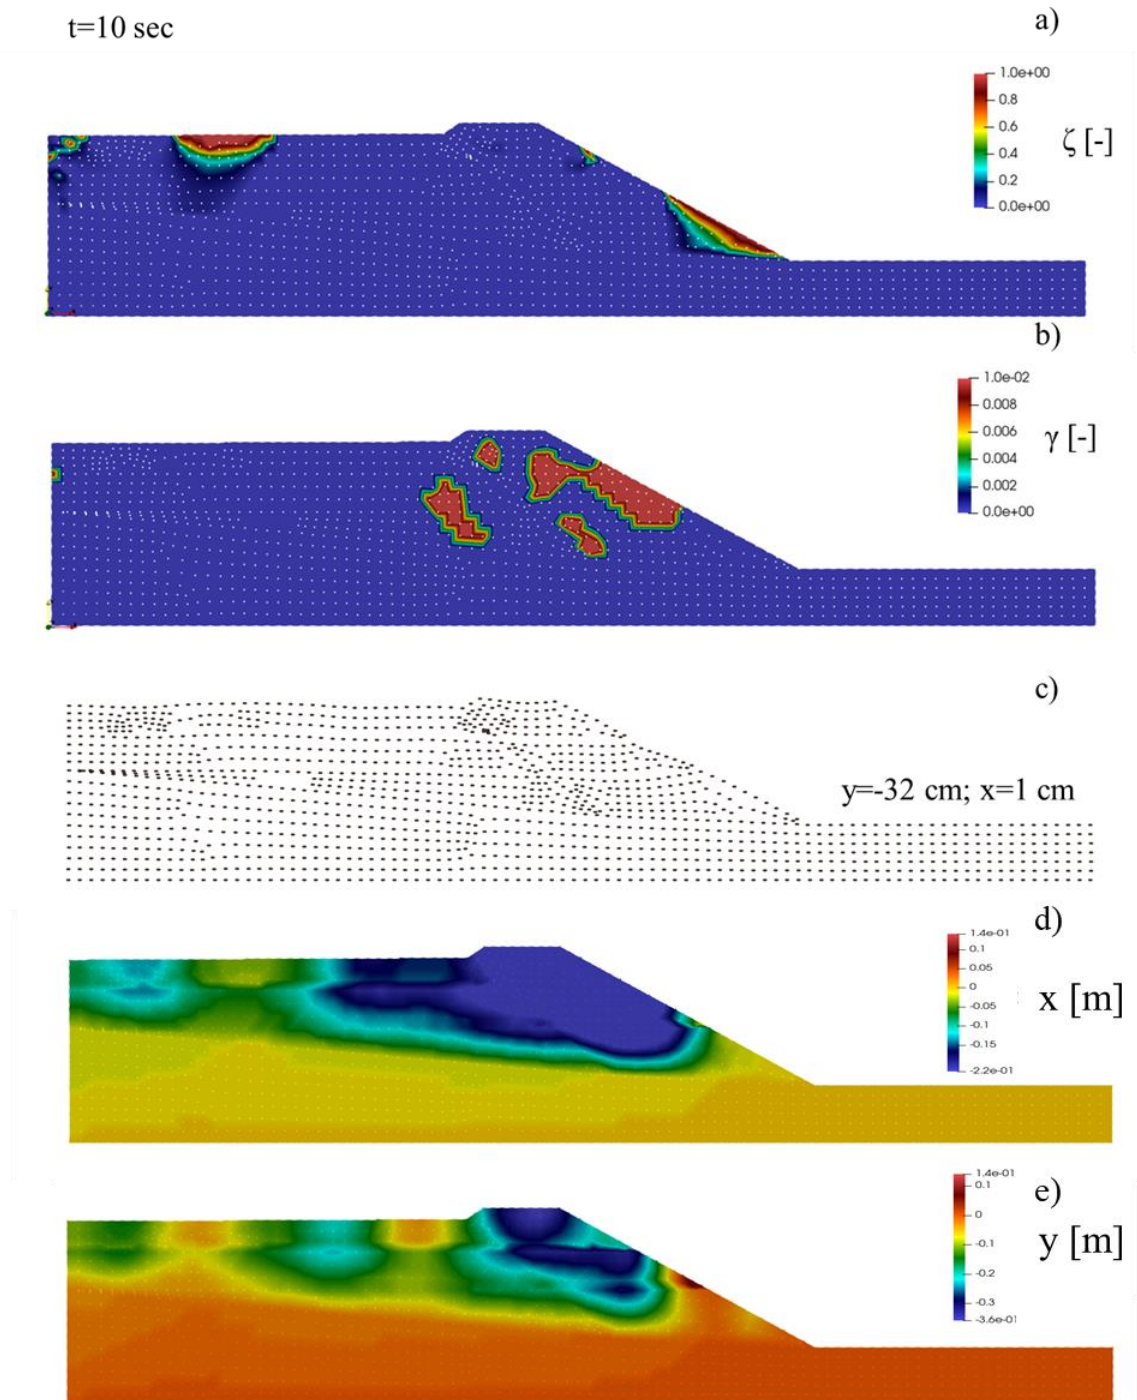 t=10 sec
a)
1.0e+00
0.8
0.6
0.4
0.2
0.0e+00
ζ [-]
b)
1.0e-02
0.008
0.006
0.004
0.002
0.0e+00
γ [-]
c)
y=-32 cm; x=1 cm
d)
1.4e-01
0.1
0.05
0
-0.05
-0.1
-0.15
-2.2e-01
x [m]
e)
1.4e-01
0.1
0
-0.1
-0.2
-0.3
-3.6e-01
y [m]